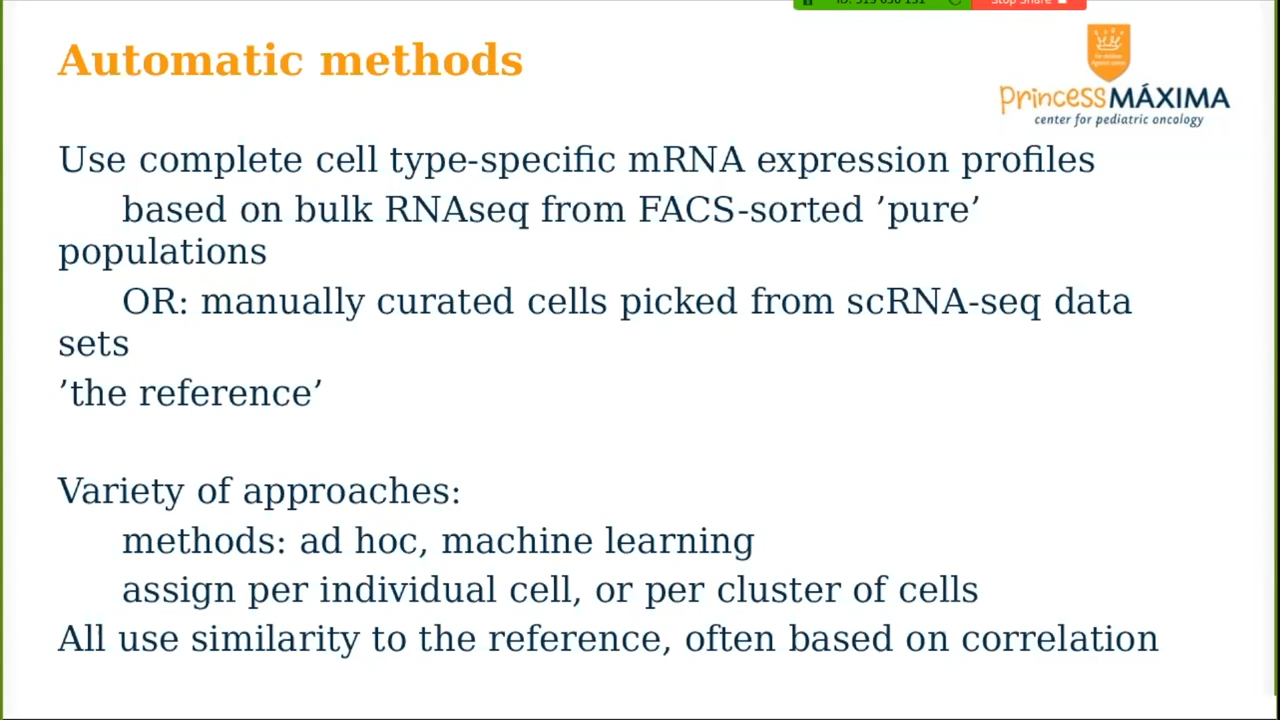 Stop Share
Automatic methods
PrincessMÁXIMA
center for pediatric oncology
Use complete cell type-specific mRNA expression profiles
based on bulk RNAseq from FACS-sorted ’pure’
populations
OR: manually curated cells picked from scRNA-seq data
sets
’the reference’
Variety of approaches:
methods: ad hoc, machine learning
assign per individual cell, or per cluster of cells
All use similarity to the reference, often based on correlation